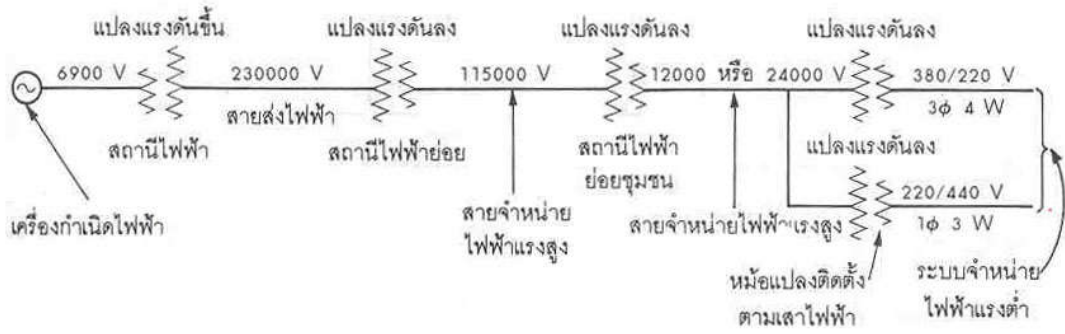 แปลงแรงดันขึ้น
แปลงแรงดันลง
แปลงแรงดันลง
แปลงแรงดันลง
6900 V
230000 V
115000 V
12000 หรือ 24000 V
380/220 V
3φ 4 W
สายส่งไฟฟ้า
สถานีไฟฟ้า
สถานีไฟฟ้าย่อย
สถานีไฟฟ้า
ย่อยชุมชน
แปลงแรงดันลง
220/440 V
1φ 3 W
เครื่องกำเนิดไฟฟ้า
สายจำหน่าย
ไฟฟ้าแรงสูง
สายจำหน่ายไฟฟ้าแรงสูง
หม้อแปลงติดตั้ง
ตามเสาไฟฟ้า
ระบบจำหน่าย
ไฟฟ้าแรงต่ำ